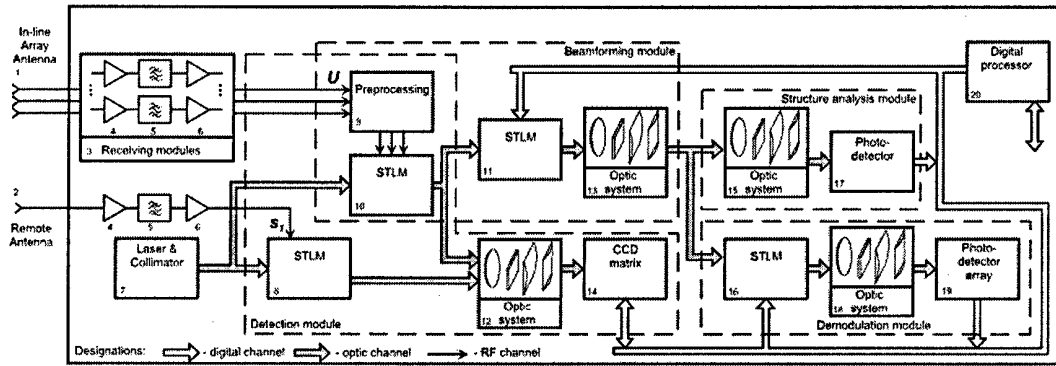 In-line
Array
Antenna
1
U
Preprocessing
9
4 5 6
3 Receiving modules
STLM
10
2
Remote
Antenna
4 5 6
S₁
Laser &
Collimator
7
STLM
8
Detection module
Beamforming module
STLM
11
13 Optic
system
12 Optic
system
CCD
matrix
14
Digital
processor
20
Structure analysis module
15 Optic
system
Photo-
detector
17
STLM
16
18 Optic
system
Photo-
detector
array
19
Demodulation module
Designations: - digital channel - optic channel - RF channel